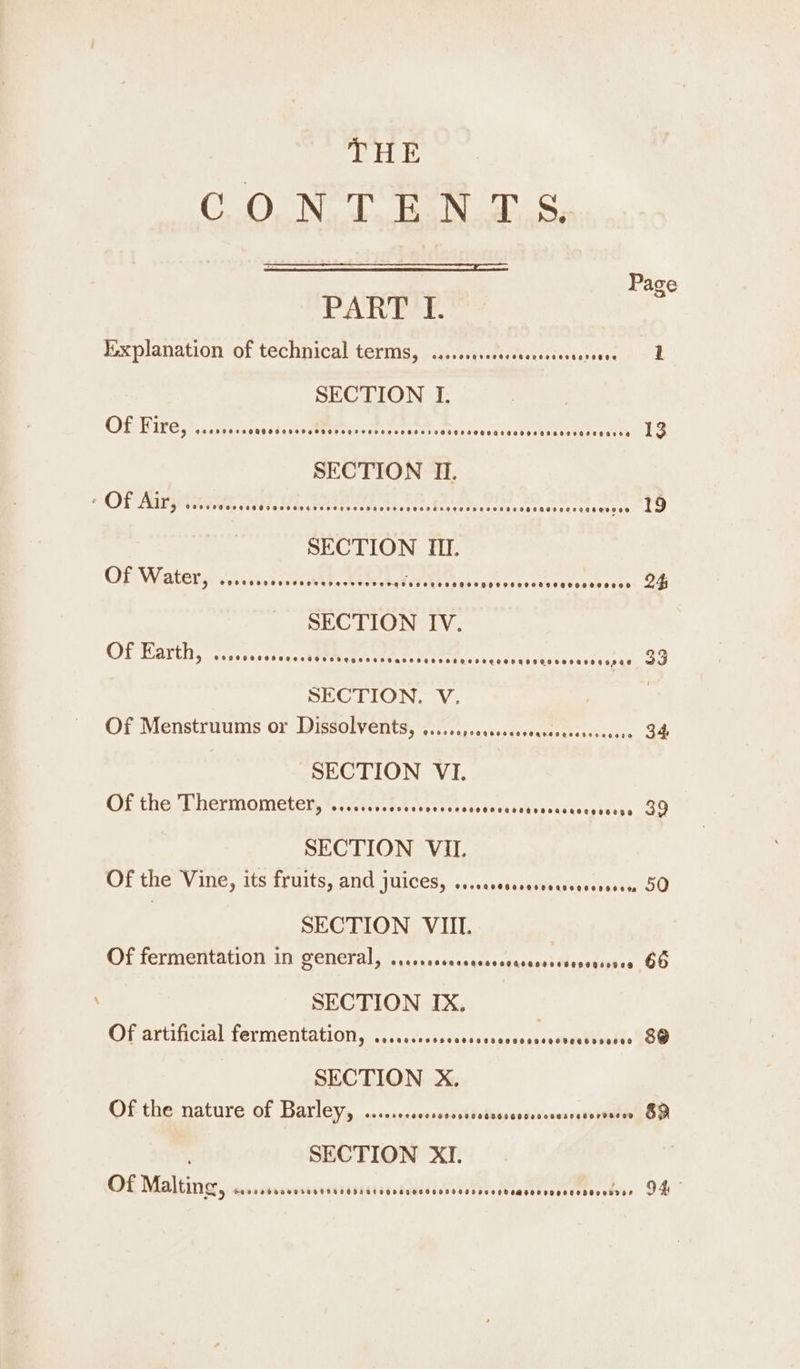 THE
CONTENTS.
Page
PART I.
Explanation of technical terms, .................................... 1
SECTION I.
Of Fire, .................................... 13
SECTION II.
Of Air, .................................... 19
SECTION III.
Of Water, .................................... 24
SECTION IV.
Of Earth, .................................... 33
SECTION. V.
Of Menstruums or Dissolvents, .................................... 34
SECTION VI.
Of the Thermometer, .................................... 39
SECTION VII.
Of the Vine, its fruits, and juices, .................................... 50
SECTION VIII.
Of fermentation in general, .................................... 66
SECTION IX.
Of artificial fermentation, .................................... 80
SECTION X.
Of the nature of Barley, .................................... 89
SECTION XI.
Of Malting, .................................... 94